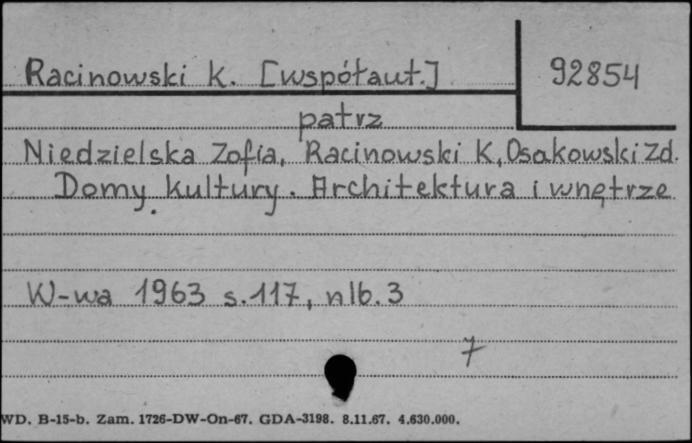 Racinowski K. [współaut.]
92854
patrz
Niedzielska Zofia, Racinowski K, Osakowski Zd.
Domy kultury. Architektura i wnętrze
W-wa 1963 s.117, nlb.3
7
WD. B-15-b. Zam. 1726-DW-On-67. GDA-3198. 8.11.67. 4.630.000.